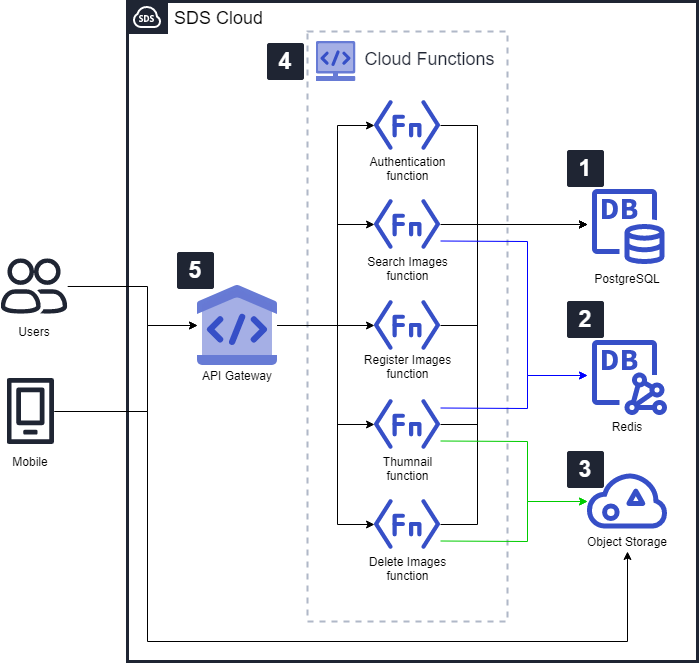 SDS
SDS Cloud
4
</>
Cloud Functions
Fn
Authentication
function
1
DB
PostgreSQL
Fn
Search Images
function
5
</>
API Gateway
Users
Fn
Register Images
function
2
DB
Redis
Mobile
Fn
Thumnail
function
3
Object Storage
Fn
Delete Images
function